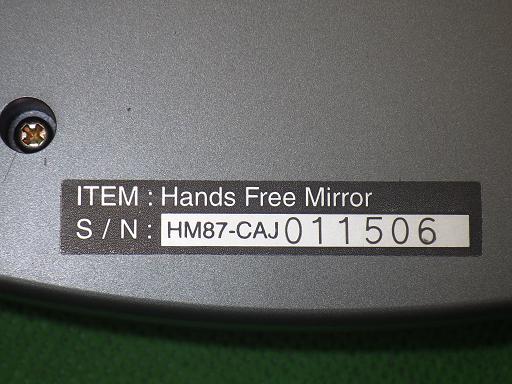 ITEM : Hands Free Mirror
S / N : HM87-CAJ011506